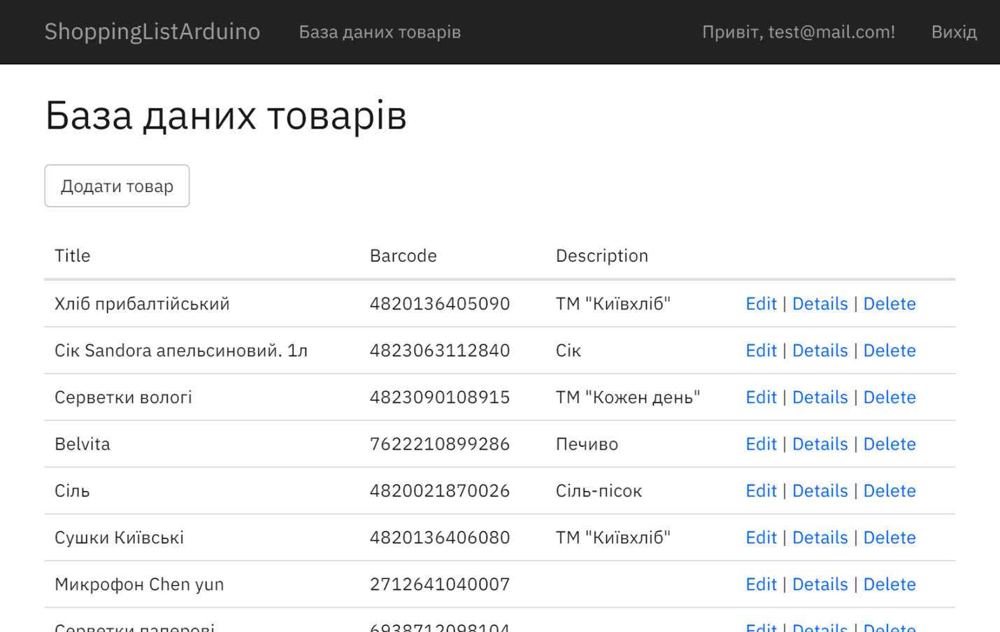 ShoppingListArduino База даних товарів Привіт, test@mail.com! Вихід
База даних товарів
Додати товар
Title Barcode Description
Хліб прибалтійський 4820136405090 ТМ "Київхліб" Edit | Details | Delete
Сік Sandora апельсиновий. 1л 4823063112840 Сік Edit | Details | Delete
Серветки вологі 4823090108915 ТМ "Кожен день" Edit | Details | Delete
Belvita 7622210899286 Печиво Edit | Details | Delete
Сіль 4820021870026 Сіль-пісок Edit | Details | Delete
Сушки Київські 4820136406080 ТМ "Київхліб" Edit | Details | Delete
Микрофон Chen yun 2712641040007 Edit | Details | Delete
Серветки паперові 6938712098104 Edit | Details | Delete